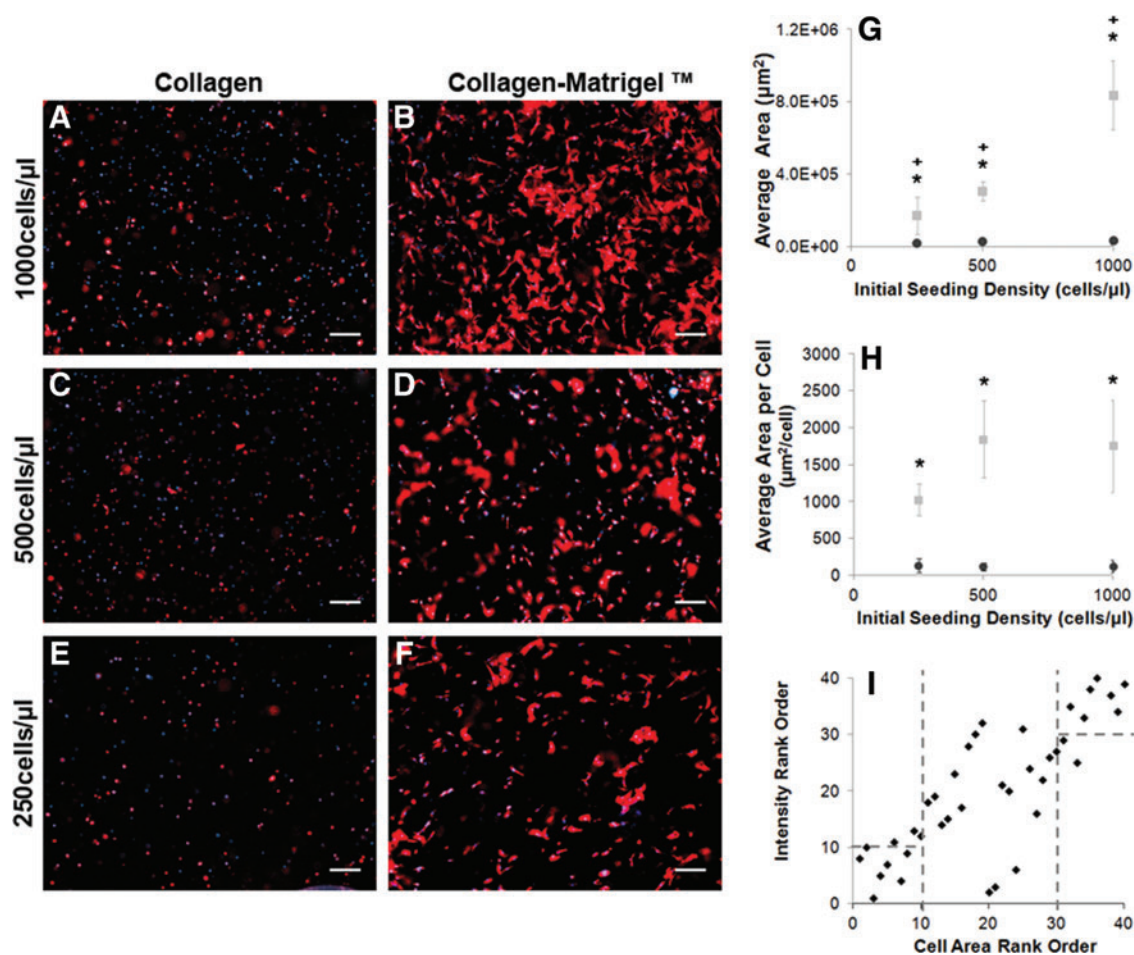 Collagen
Collagen-Matrigel ™
1000cells/µl
500cells/µl
250cells/µl
A
B
C
D
E
F
G
Average Area (µm²)
1.2E+06
8.0E+05
4.0E+05
0.0E+00
+
*
+
*
+
*
0
500
1000
Initial Seeding Density (cells/µl)
H
Average Area per Cell
(µm²/cell)
3000
2500
2000
1500
1000
500
0
*
*
*
0
500
1000
Initial Seeding Density (cells/µl)
I
Intensity Rank Order
40
30
20
10
0
0
10
20
30
40
Cell Area Rank Order